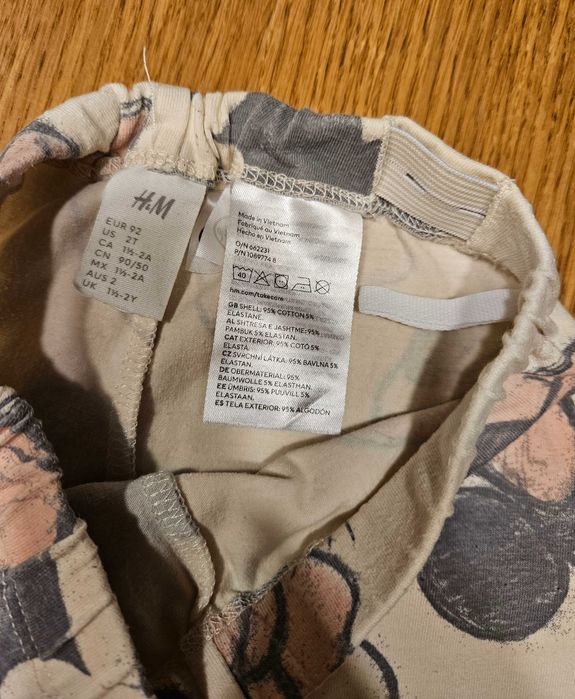 H&M
EUR 92
US 2T
CA 1½-2A
CN 90/50
MX 1½-2A
AUS 2
UK 1½-2Y
Made in Vietnam
Fabriqué au Vietnam
Hecho en Vietnam
O/N 662231
P/N 1089774 8
40
hm.com/takecare
GB SHELL: 95% COTTON 5%
ELASTANE.
AL SHTRESA E JASHTME: 95%
PAMBUK 5% ELASTAN.
CAT EXTERIOR: 95% COTÓ 5%
ELASTÀ.
CZ SVRCHNÍ LÁTKA: 95% BAVLNA 5%
ELASTAN.
DE OBERMATERIAL: 95%
BAUMWOLLE 5% ELASTHAN.
EE ÜMBRIS: 95% PUUVILL 5%
ELASTAAN.
ES TELA EXTERIOR: 95% ALGODÓN